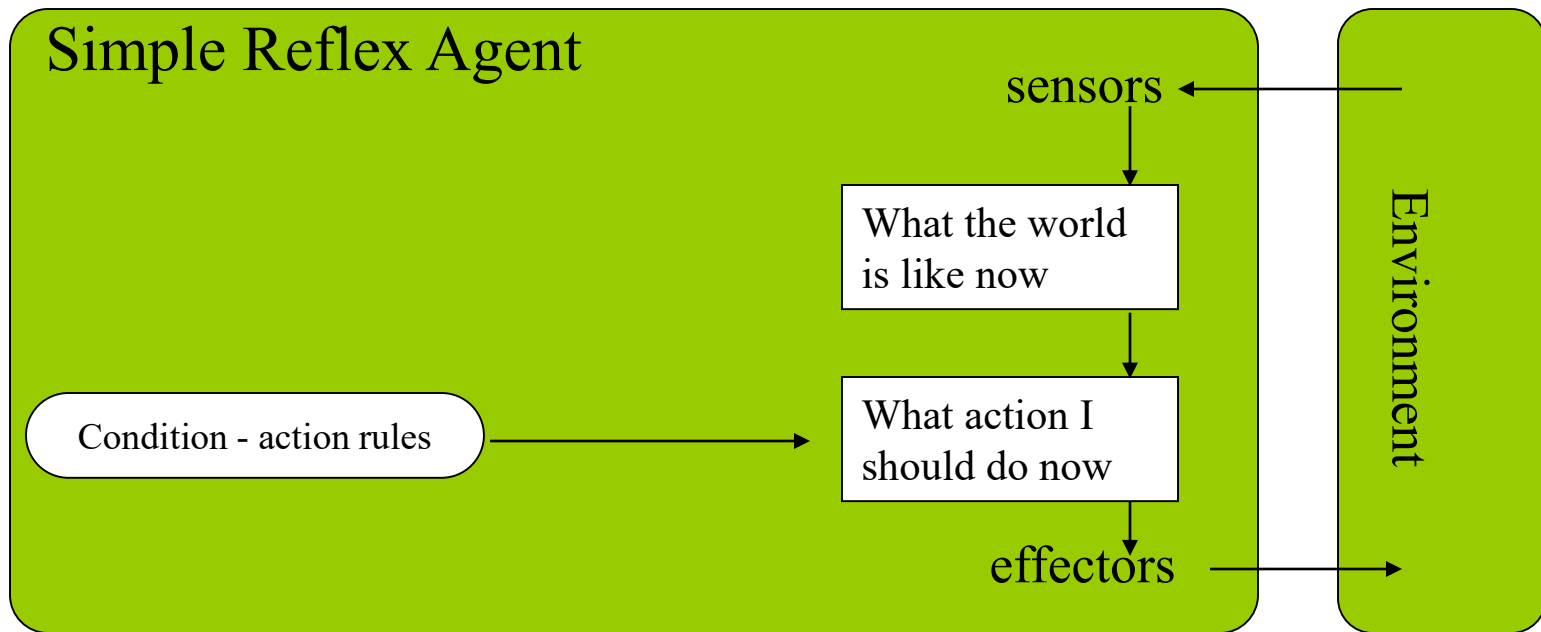 Simple Reflex Agent
sensors
What the world
is like now
Environment
Condition - action rules
What action I
should do now
effectors